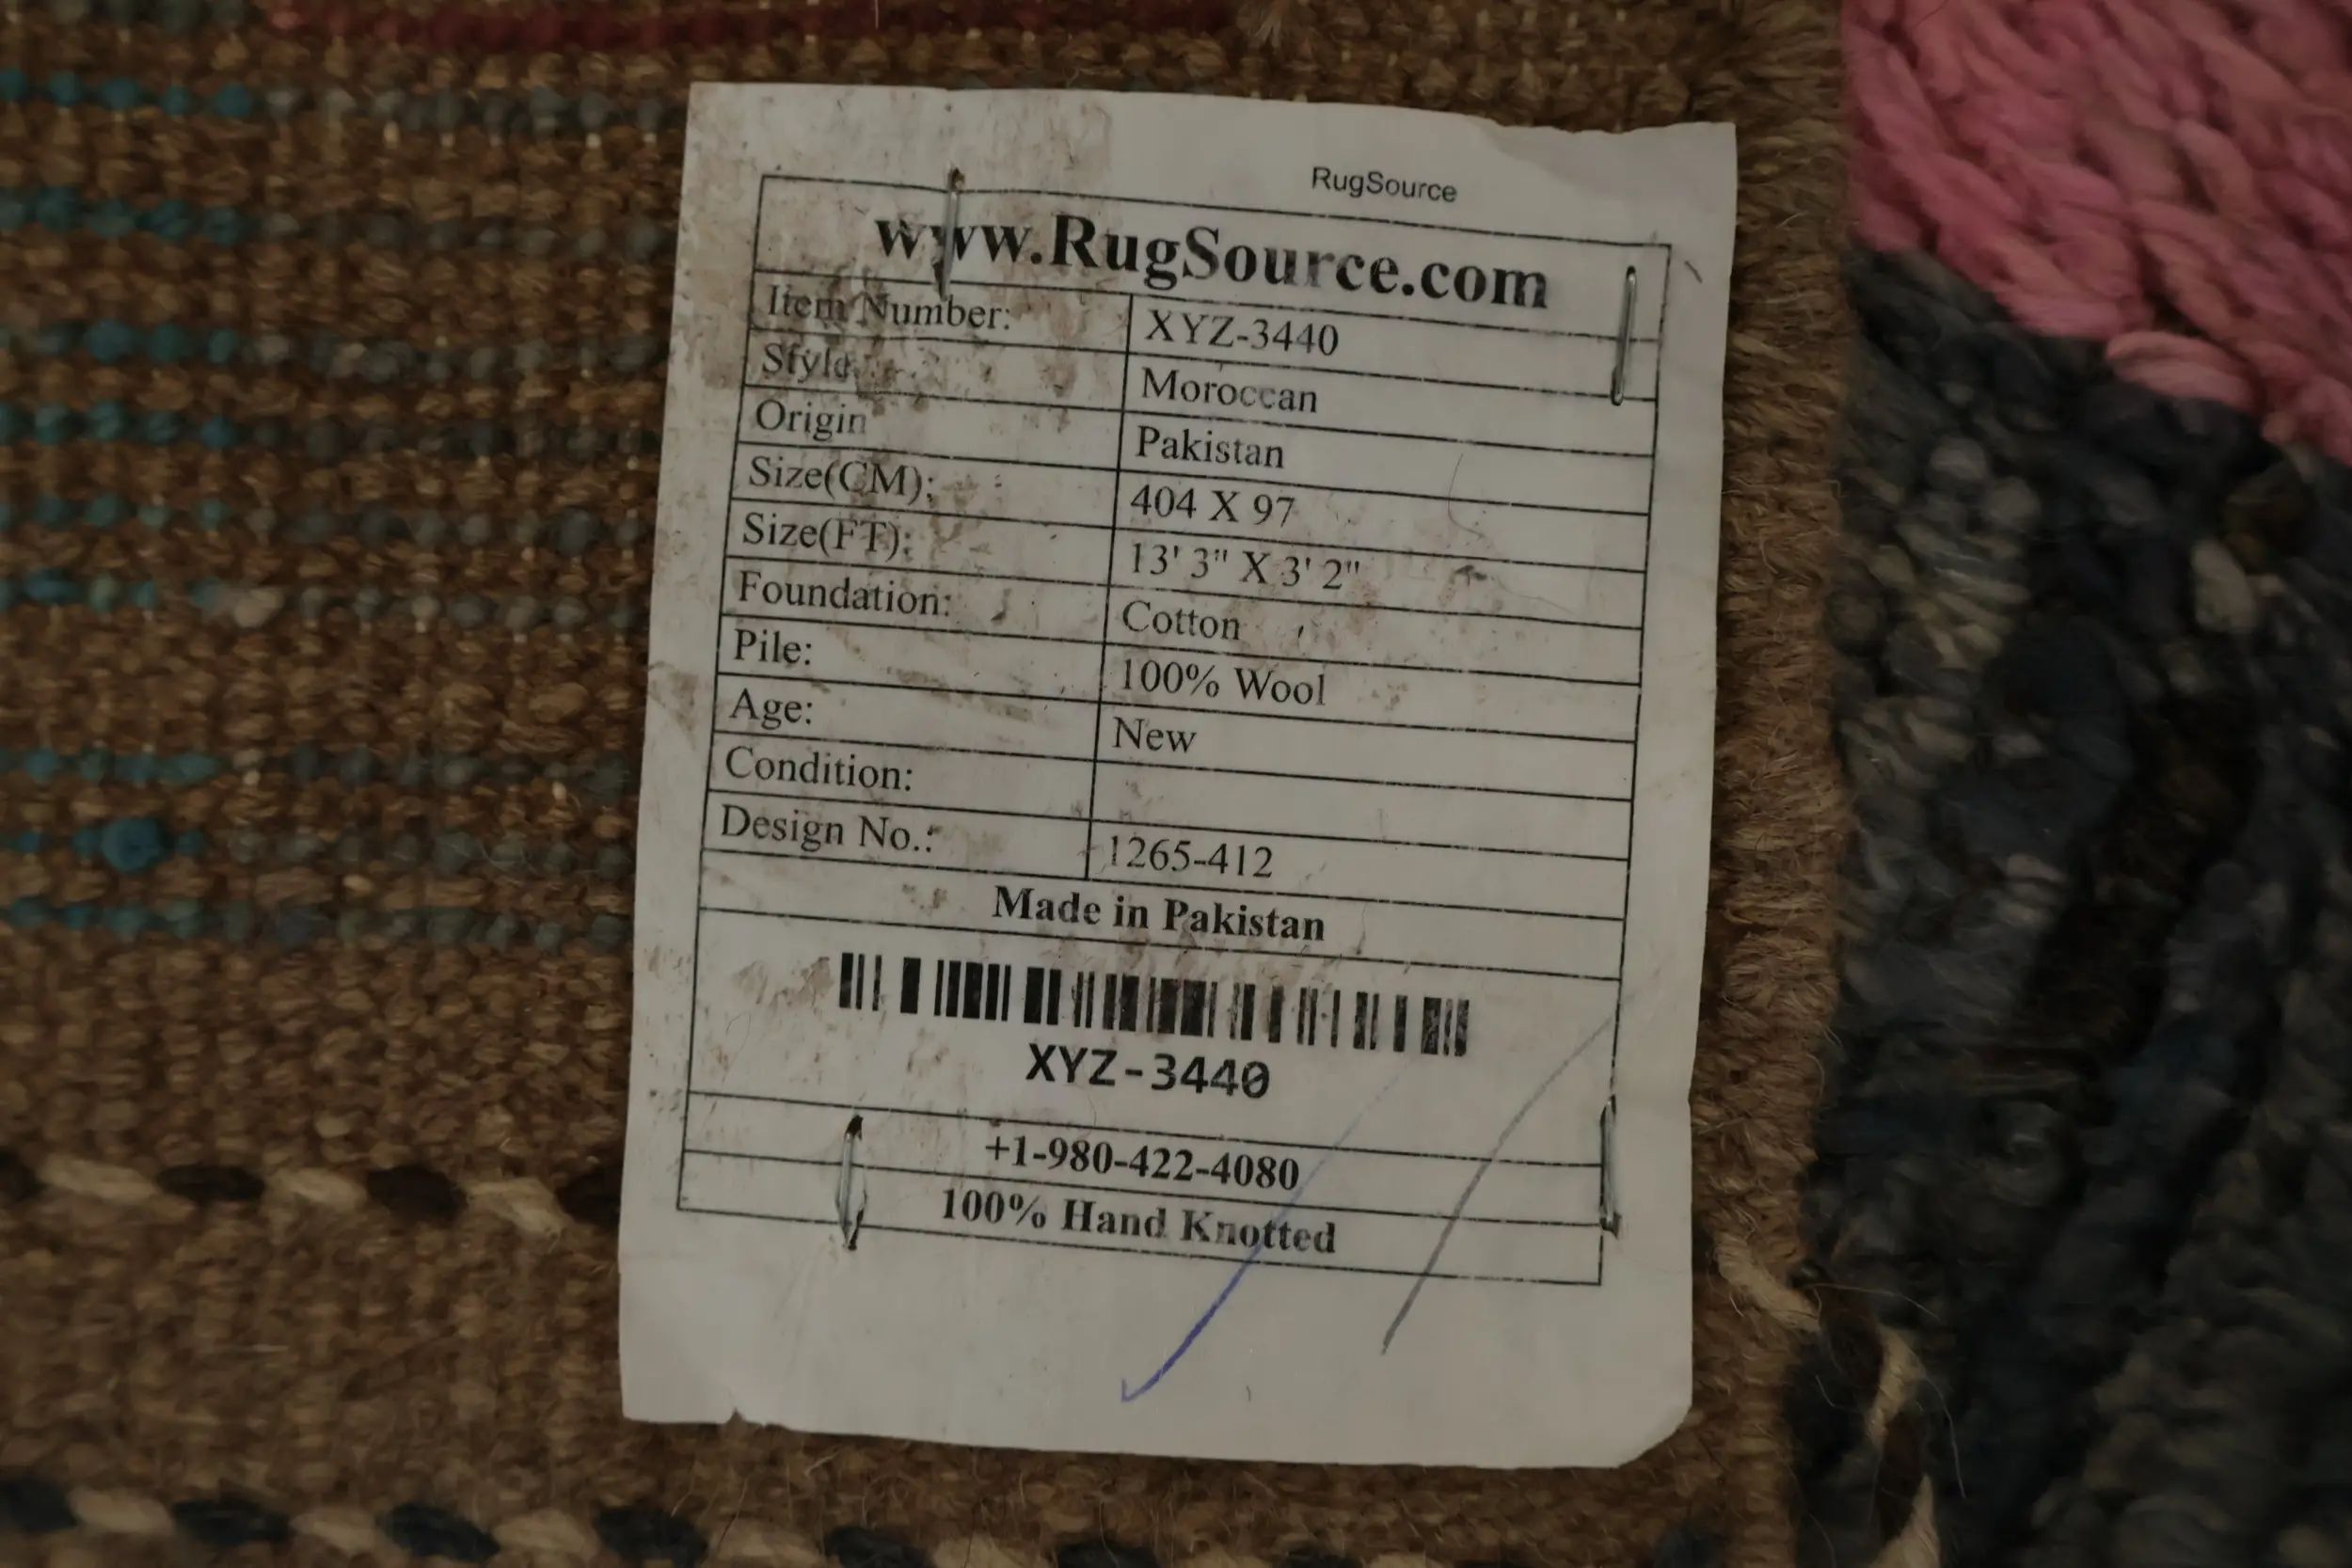 RugSource
www.RugSource.com
Item Number: XYZ-3440
Style: Moroccan
Origin Pakistan
Size(CM): 404 X 97
Size(FT): 13' 3" X 3' 2"
Foundation: Cotton
Pile: 100% Wool
Age: New
Condition:
Design No.: 1265-412
Made in Pakistan
XYZ-3440
+1-980-422-4080
100% Hand Knotted